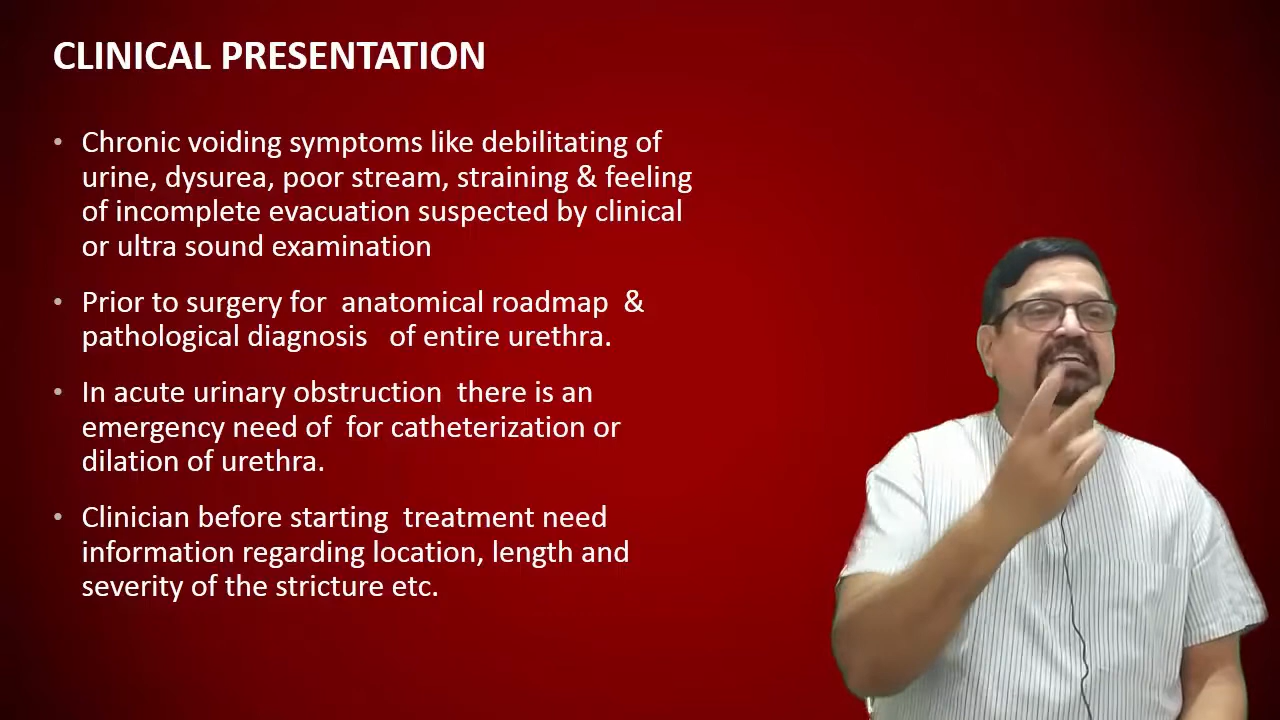 CLINICAL PRESENTATION
• Chronic voiding symptoms like debilitating of
urine, dysurea, poor stream, straining & feeling
of incomplete evacuation suspected by clinical
or ultra sound examination
• Prior to surgery for anatomical roadmap &
pathological diagnosis of entire urethra.
• In acute urinary obstruction there is an
emergency need of for catheterization or
dilation of urethra.
• Clinician before starting treatment need
information regarding location, length and
severity of the stricture etc.